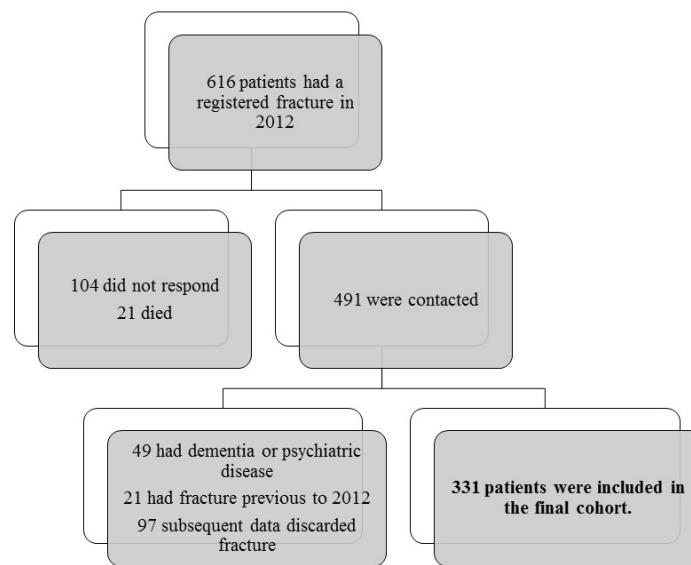 616 patients had a
registered fracture in
2012
104 did not respond
21 died
491 were contacted
49 had dementia or psychiatric
disease
21 had fracture previous to 2012
97 subsequent data discarded
fracture
331 patients were included in
the final cohort.